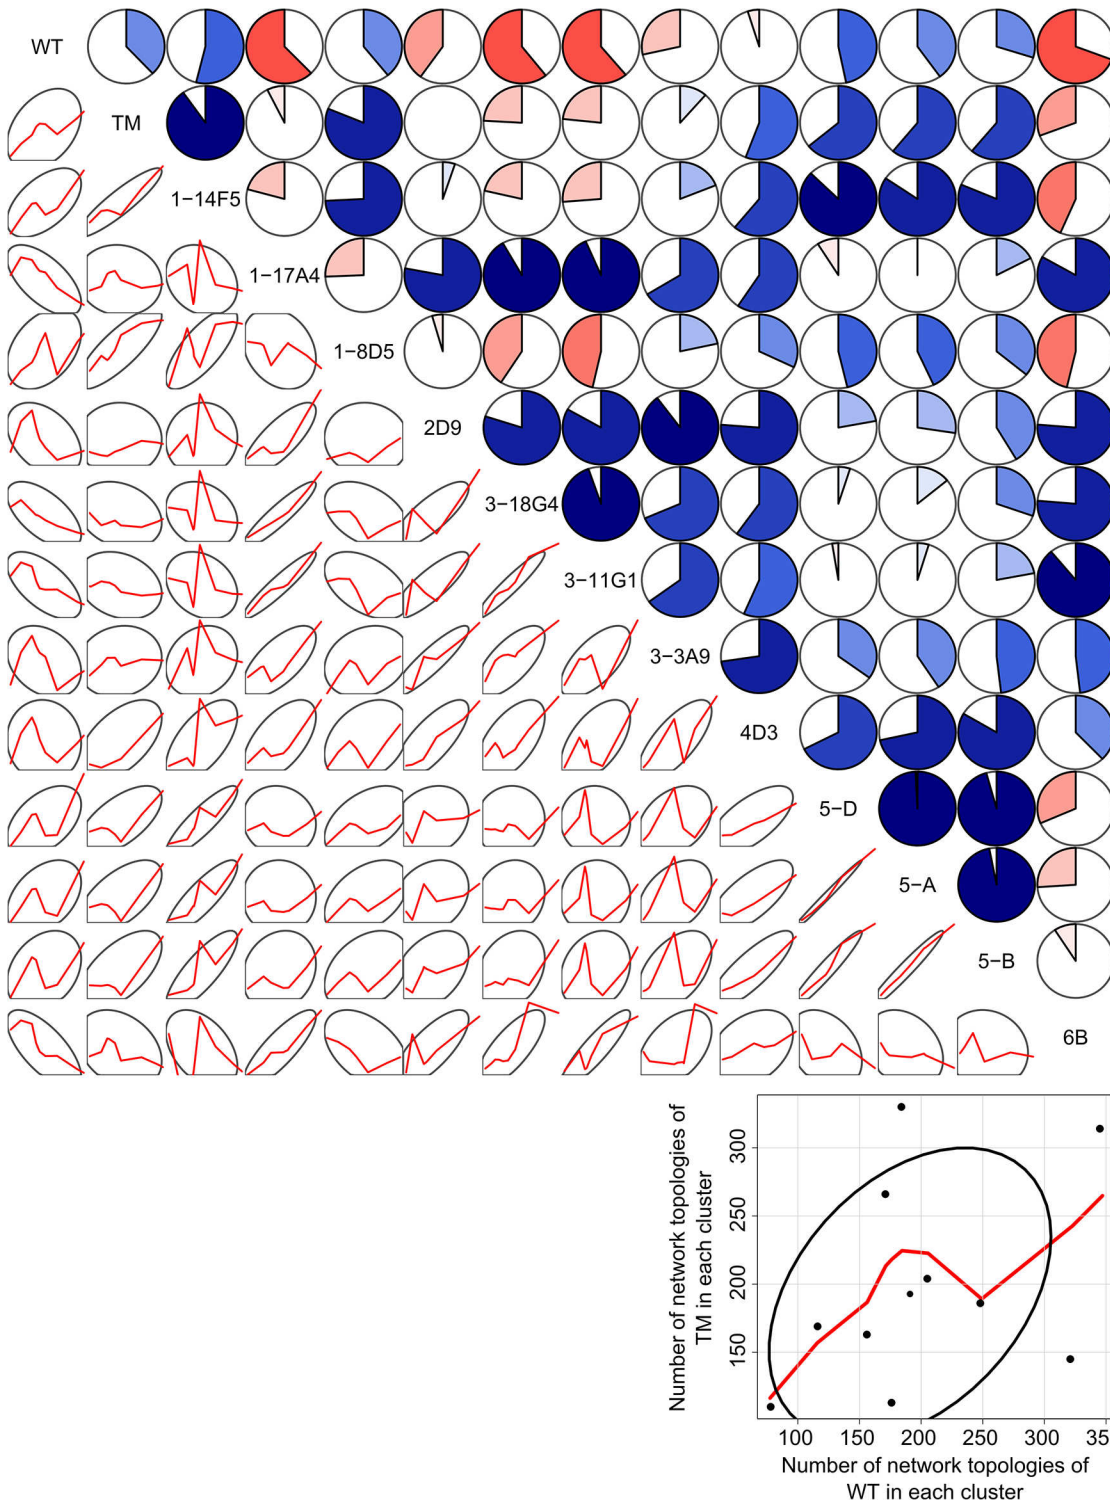 WT
TM
1−14F5
1−17A4
1−8D5
2D9
3−18G4
3−11G1
3−3A9
4D3
5−D
5−A
5−B
6B
Number of network topologies of
TM in each cluster
300
250
200
150
100 150 200 250 300 35
Number of network topologies of
WT in each cluster